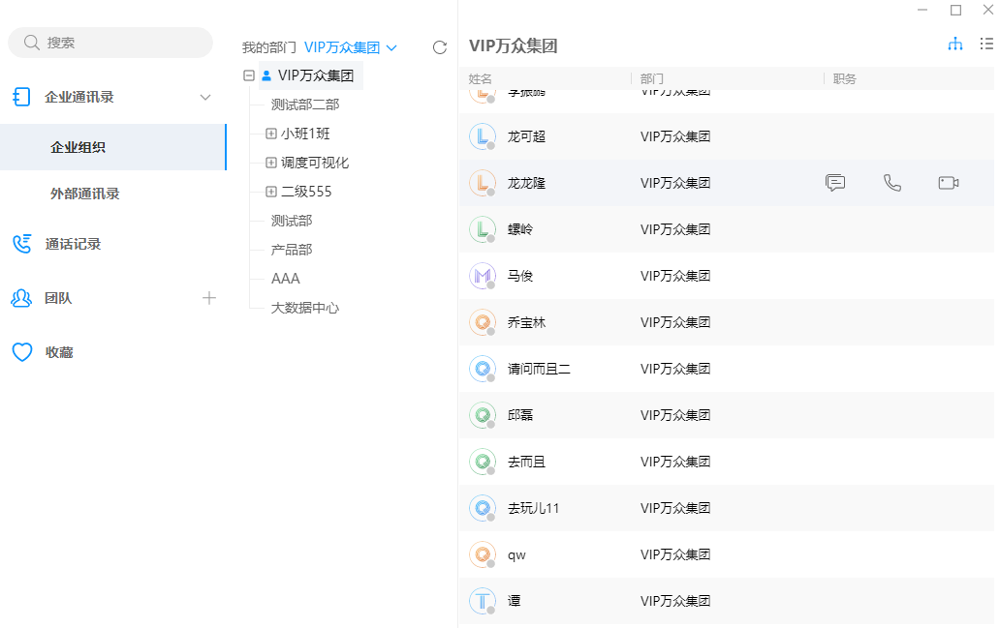 搜索
企业通讯录
企业组织
外部通讯录
通话记录
团队
收藏
我的部门 VIP万众集团
VIP万众集团
测试部二部
小班1班
调度可视化
二级555
测试部
产品部
AAA
大数据中心
VIP万众集团
姓名 部门 职务
李振鹏 VIP万众集团
龙可超 VIP万众集团
龙龙隆 VIP万众集团
螺岭 VIP万众集团
马俊 VIP万众集团
乔宝林 VIP万众集团
请问而且二 VIP万众集团
邱磊 VIP万众集团
去而且 VIP万众集团
去玩儿11 VIP万众集团
qw VIP万众集团
谭 VIP万众集团